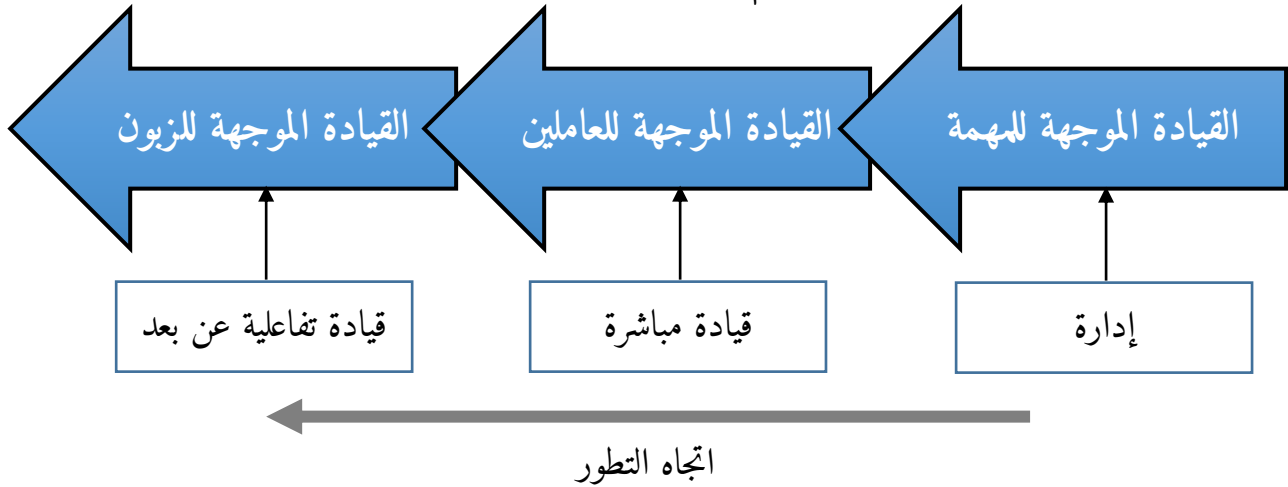 القيادة الموجهة للمهمة
القيادة الموجهة للعاملين
القيادة الموجهة للزبون
إدارة
قيادة مباشرة
قيادة تفاعلية عن بعد
اتجاه التطور